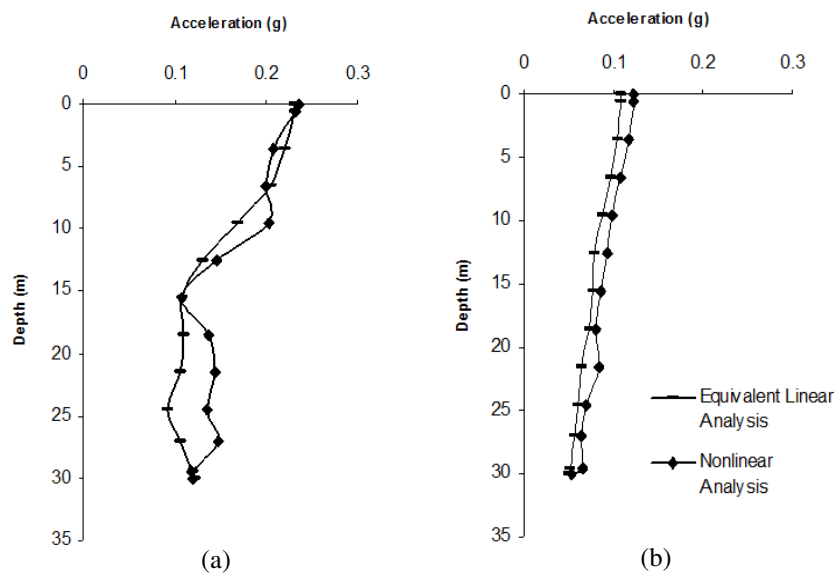 Acceleration (g)
0 0.1 0.2 0.3
0
5
10
15
20
25
30
35
Depth (m)
(a)
Acceleration (g)
0 0.1 0.2 0.3
0
5
10
15
20
25
30
35
Depth (m)
Equivalent Linear
Analysis
Nonlinear
Analysis
(b)